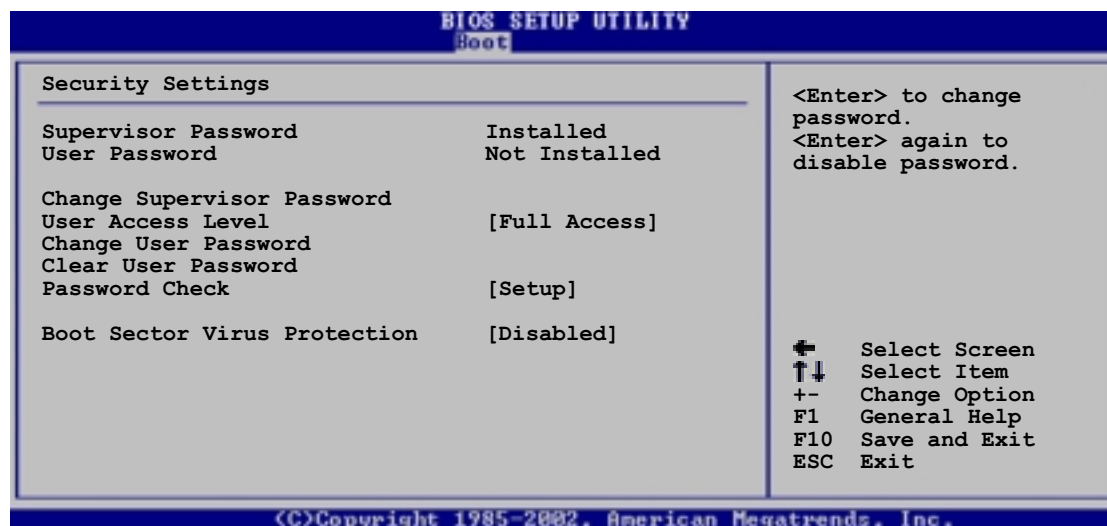 BIOS SETUP UTILITY
Boot
Security Settings
Supervisor Password Installed
User Password Not Installed
Change Supervisor Password
User Access Level [Full Access]
Change User Password
Clear User Password
Password Check [Setup]
Boot Sector Virus Protection [Disabled]
<Enter> to change
password.
<Enter> again to
disable password.
← Select Screen
↑↓ Select Item
+- Change Option
F1 General Help
F10 Save and Exit
ESC Exit
(C)Copyright 1985-2002, American Megatrends, Inc.